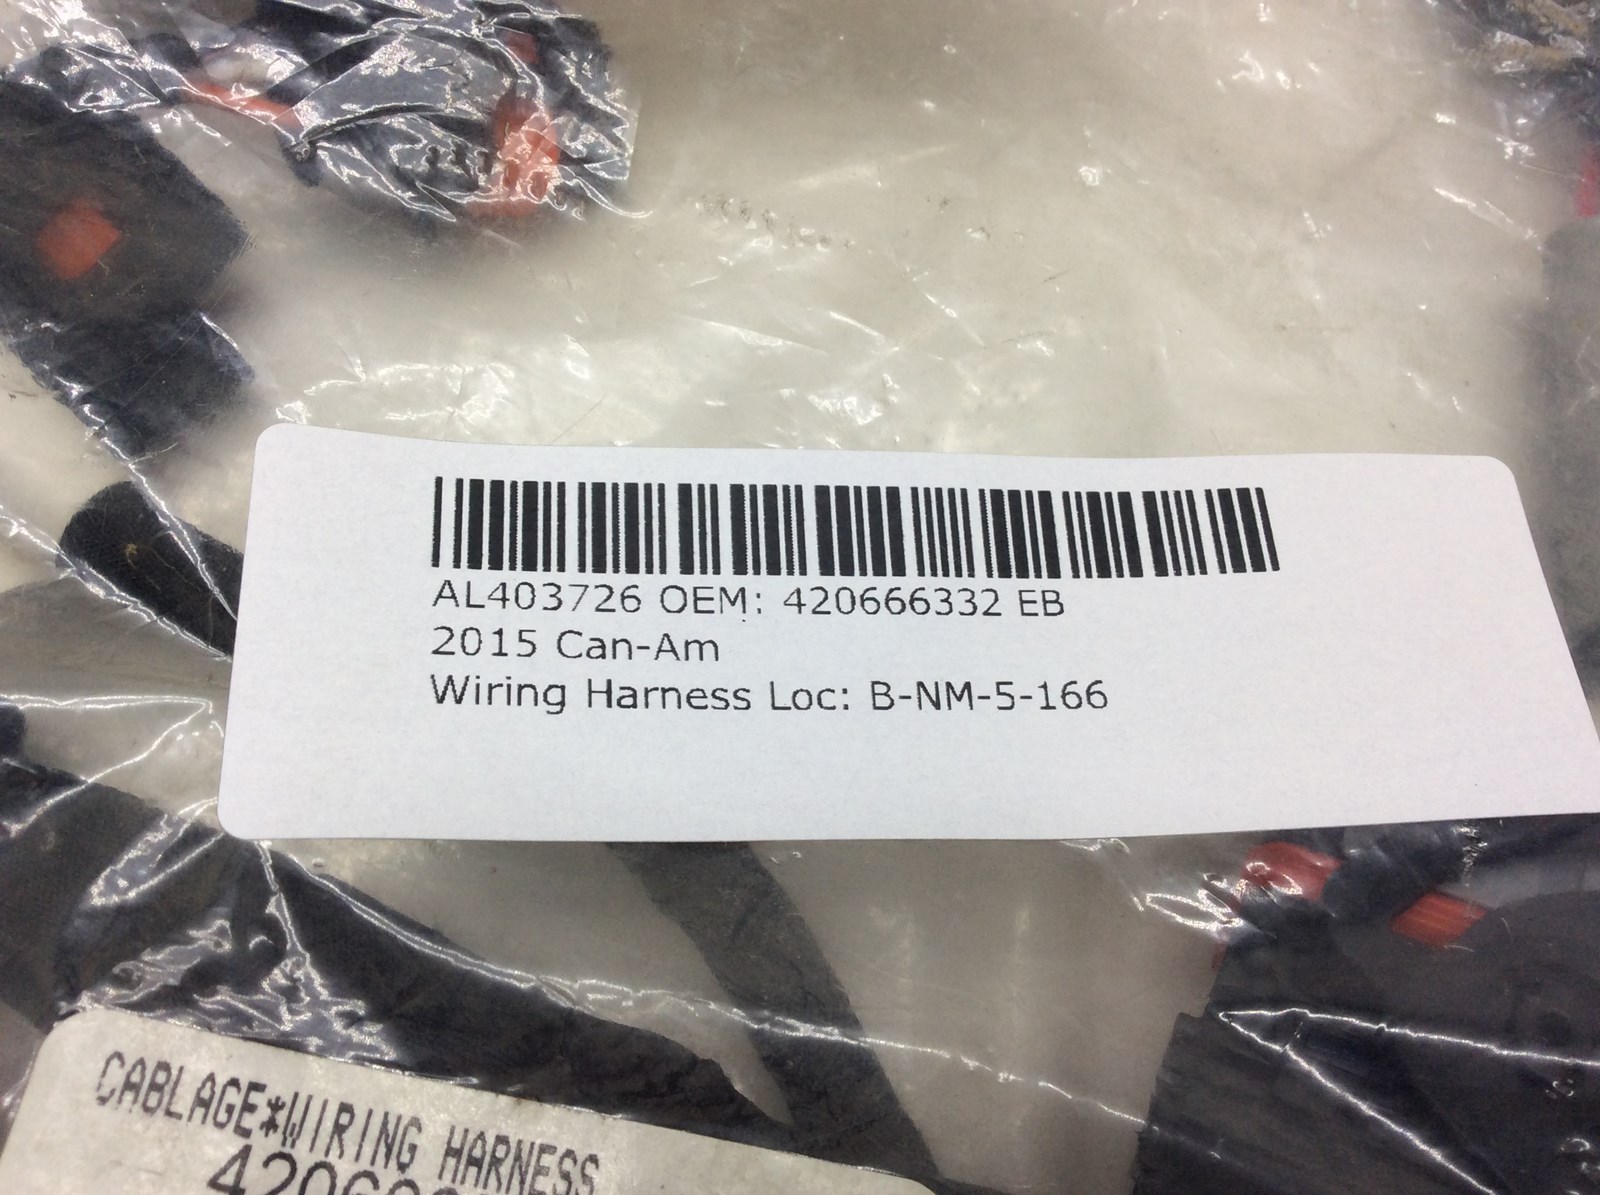 AL403726 OEM: 420666332 EB
2015 Can-Am
Wiring Harness Loc: B-NM-5-166
CABLAGE*WIRING HARNESS